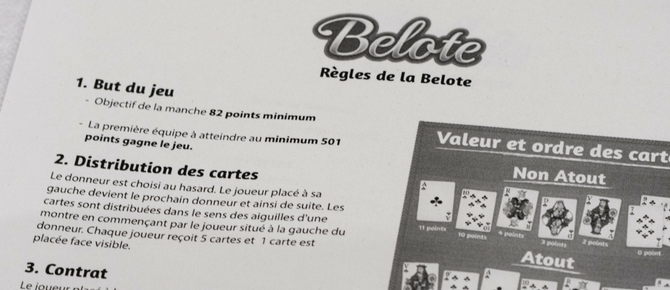 Belote
Règles de la Belote
1. But du jeu
- Objectif de la manche 82 points minimum
- La première équipe à atteindre au minimum 501
points gagne le jeu.
2. Distribution des cartes
Le donneur est choisi au hasard. Le joueur placé à sa
gauche devient le prochain donneur et ainsi de suite. Les
cartes sont distribuées dans le sens des aiguilles d'une
montre en commençant par le joueur situé à la gauche du
donneur. Chaque joueur reçoit 5 cartes et 1 carte est
placée face visible.
3. Contrat
Le joueur placé à
Valeur et ordre des cart
Non Atout
11 points
10 points
4 points
3 points
2 points
0 point
Atout